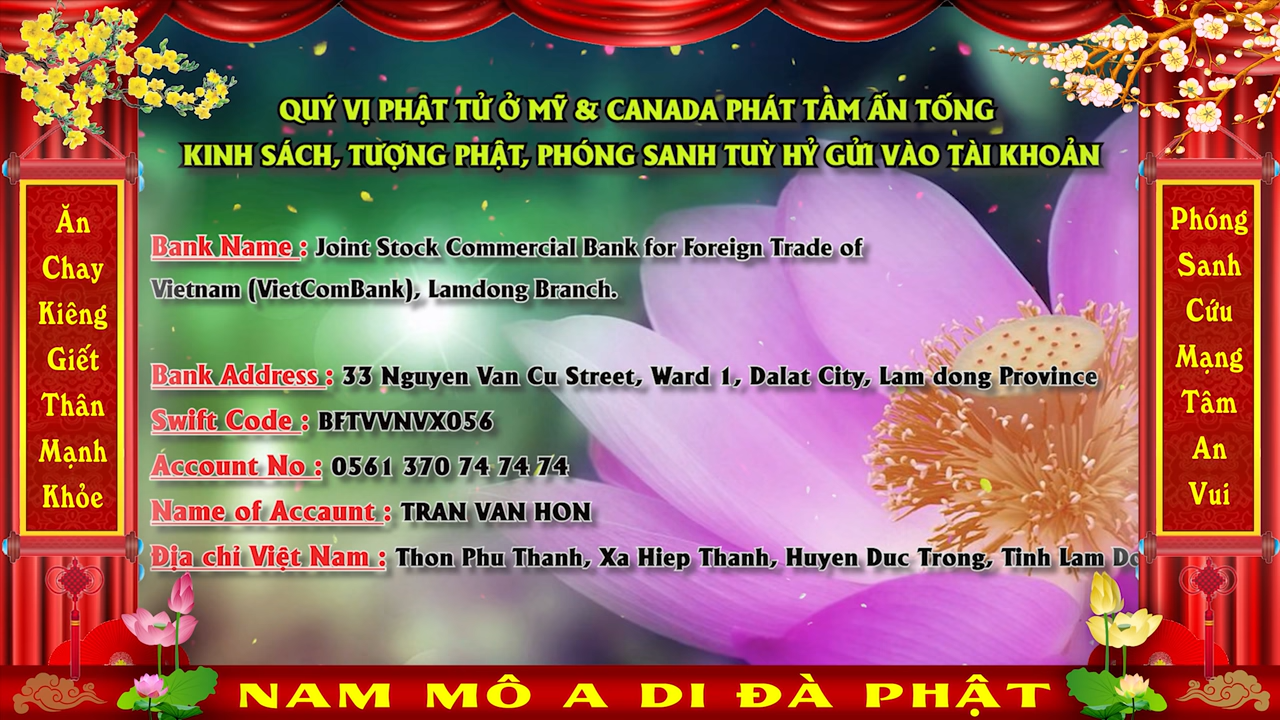 QUÝ VỊ PHẬT TỬ Ở MỸ & CANADA PHÁT TÂM ẤN TỐNG
KINH SÁCH, TƯỢNG PHẬT, PHÓNG SANH TUỲ HỶ GỬI VÀO TÀI KHOẢN
Ăn
Chay
Kiêng
Giết
Thân
Mạnh
Khỏe
Bank Name : Joint Stock Commercial Bank for Foreign Trade of
Vietnam (VietComBank), Lamdong Branch.
Bank Address : 33 Nguyen Van Cu Street, Ward 1, Dalat City, Lam dong Province
Swift Code : BFTVVNVX056
Account No : 0561 370 74 74 74
Name of Accaunt : TRAN VAN HON
Địa chỉ Việt Nam : Thon Phu Thanh, Xa Hiep Thanh, Huyen Duc Trong, Tinh Lam
Phóng
Sanh
Cứu
Mạng
Tâm
An
Vui
NAM MÔ A DI ĐÀ PHẬT